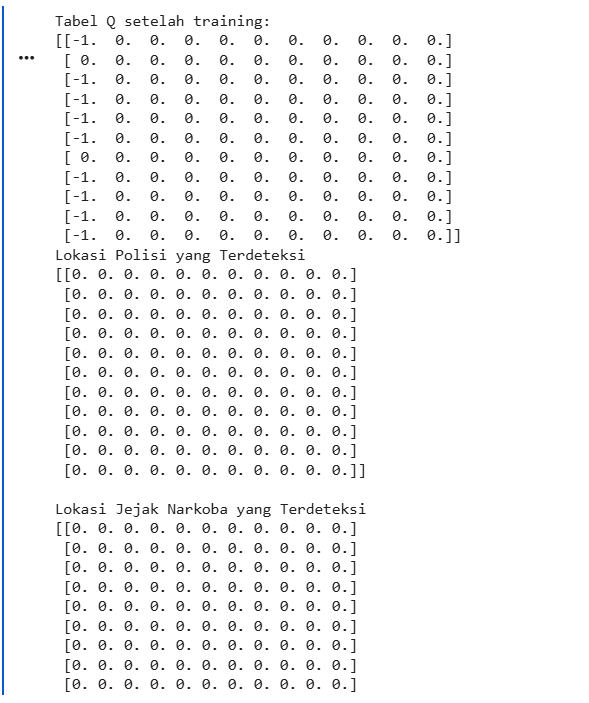 Tabel Q setelah training:
[[-1.  0.  0.  0.  0.  0.  0.  0.  0.  0.  0.]
 [ 0.  0.  0.  0.  0.  0.  0.  0.  0.  0.  0.]
 [-1.  0.  0.  0.  0.  0.  0.  0.  0.  0.  0.]
 [-1.  0.  0.  0.  0.  0.  0.  0.  0.  0.  0.]
 [-1.  0.  0.  0.  0.  0.  0.  0.  0.  0.  0.]
 [-1.  0.  0.  0.  0.  0.  0.  0.  0.  0.  0.]
 [ 0.  0.  0.  0.  0.  0.  0.  0.  0.  0.  0.]
 [-1.  0.  0.  0.  0.  0.  0.  0.  0.  0.  0.]
 [-1.  0.  0.  0.  0.  0.  0.  0.  0.  0.  0.]
 [-1.  0.  0.  0.  0.  0.  0.  0.  0.  0.  0.]
 [-1.  0.  0.  0.  0.  0.  0.  0.  0.  0.  0.]]
Lokasi Polisi yang Terdeteksi
[[0. 0. 0. 0. 0. 0. 0. 0. 0. 0. 0.]
 [0. 0. 0. 0. 0. 0. 0. 0. 0. 0. 0.]
 [0. 0. 0. 0. 0. 0. 0. 0. 0. 0. 0.]
 [0. 0. 0. 0. 0. 0. 0. 0. 0. 0. 0.]
 [0. 0. 0. 0. 0. 0. 0. 0. 0. 0. 0.]
 [0. 0. 0. 0. 0. 0. 0. 0. 0. 0. 0.]
 [0. 0. 0. 0. 0. 0. 0. 0. 0. 0. 0.]
 [0. 0. 0. 0. 0. 0. 0. 0. 0. 0. 0.]
 [0. 0. 0. 0. 0. 0. 0. 0. 0. 0. 0.]
 [0. 0. 0. 0. 0. 0. 0. 0. 0. 0. 0.]
 [0. 0. 0. 0. 0. 0. 0. 0. 0. 0. 0.]]
Lokasi Jejak Narkoba yang Terdeteksi
[[0. 0. 0. 0. 0. 0. 0. 0. 0. 0. 0.]
 [0. 0. 0. 0. 0. 0. 0. 0. 0. 0. 0.]
 [0. 0. 0. 0. 0. 0. 0. 0. 0. 0. 0.]
 [0. 0. 0. 0. 0. 0. 0. 0. 0. 0. 0.]
 [0. 0. 0. 0. 0. 0. 0. 0. 0. 0. 0.]
 [0. 0. 0. 0. 0. 0. 0. 0. 0. 0. 0.]
 [0. 0. 0. 0. 0. 0. 0. 0. 0. 0. 0.]
 [0. 0. 0. 0. 0. 0. 0. 0. 0. 0. 0.]
 [0. 0. 0. 0. 0. 0. 0. 0. 0. 0. 0.]